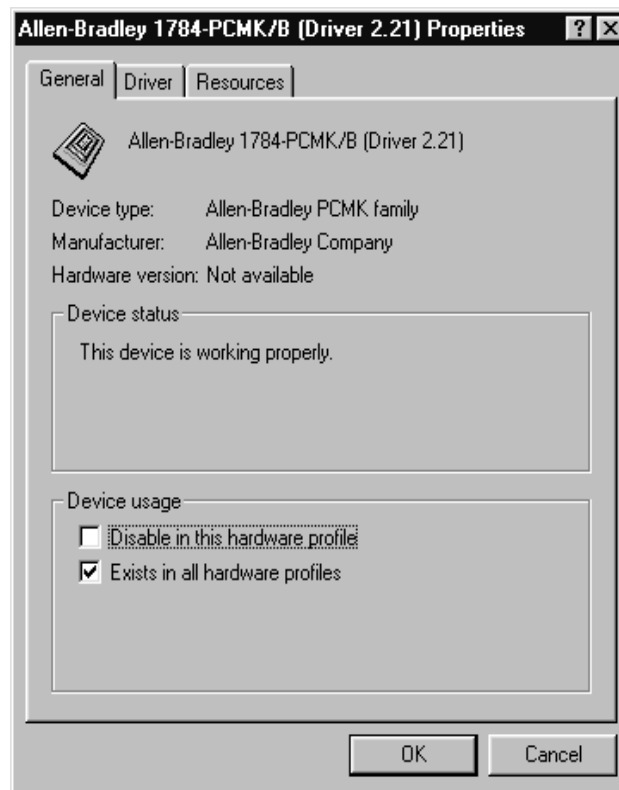 Allen-Bradley 1784-PCMK/B (Driver 2.21) Properties
General Driver Resources
Allen-Bradley 1784-PCMK/B (Driver 2.21)
Device type: Allen-Bradley PCMK family
Manufacturer: Allen-Bradley Company
Hardware version: Not available
Device status
This device is working properly.
Device usage
Disable in this hardware profile
Exists in all hardware profiles
OK Cancel